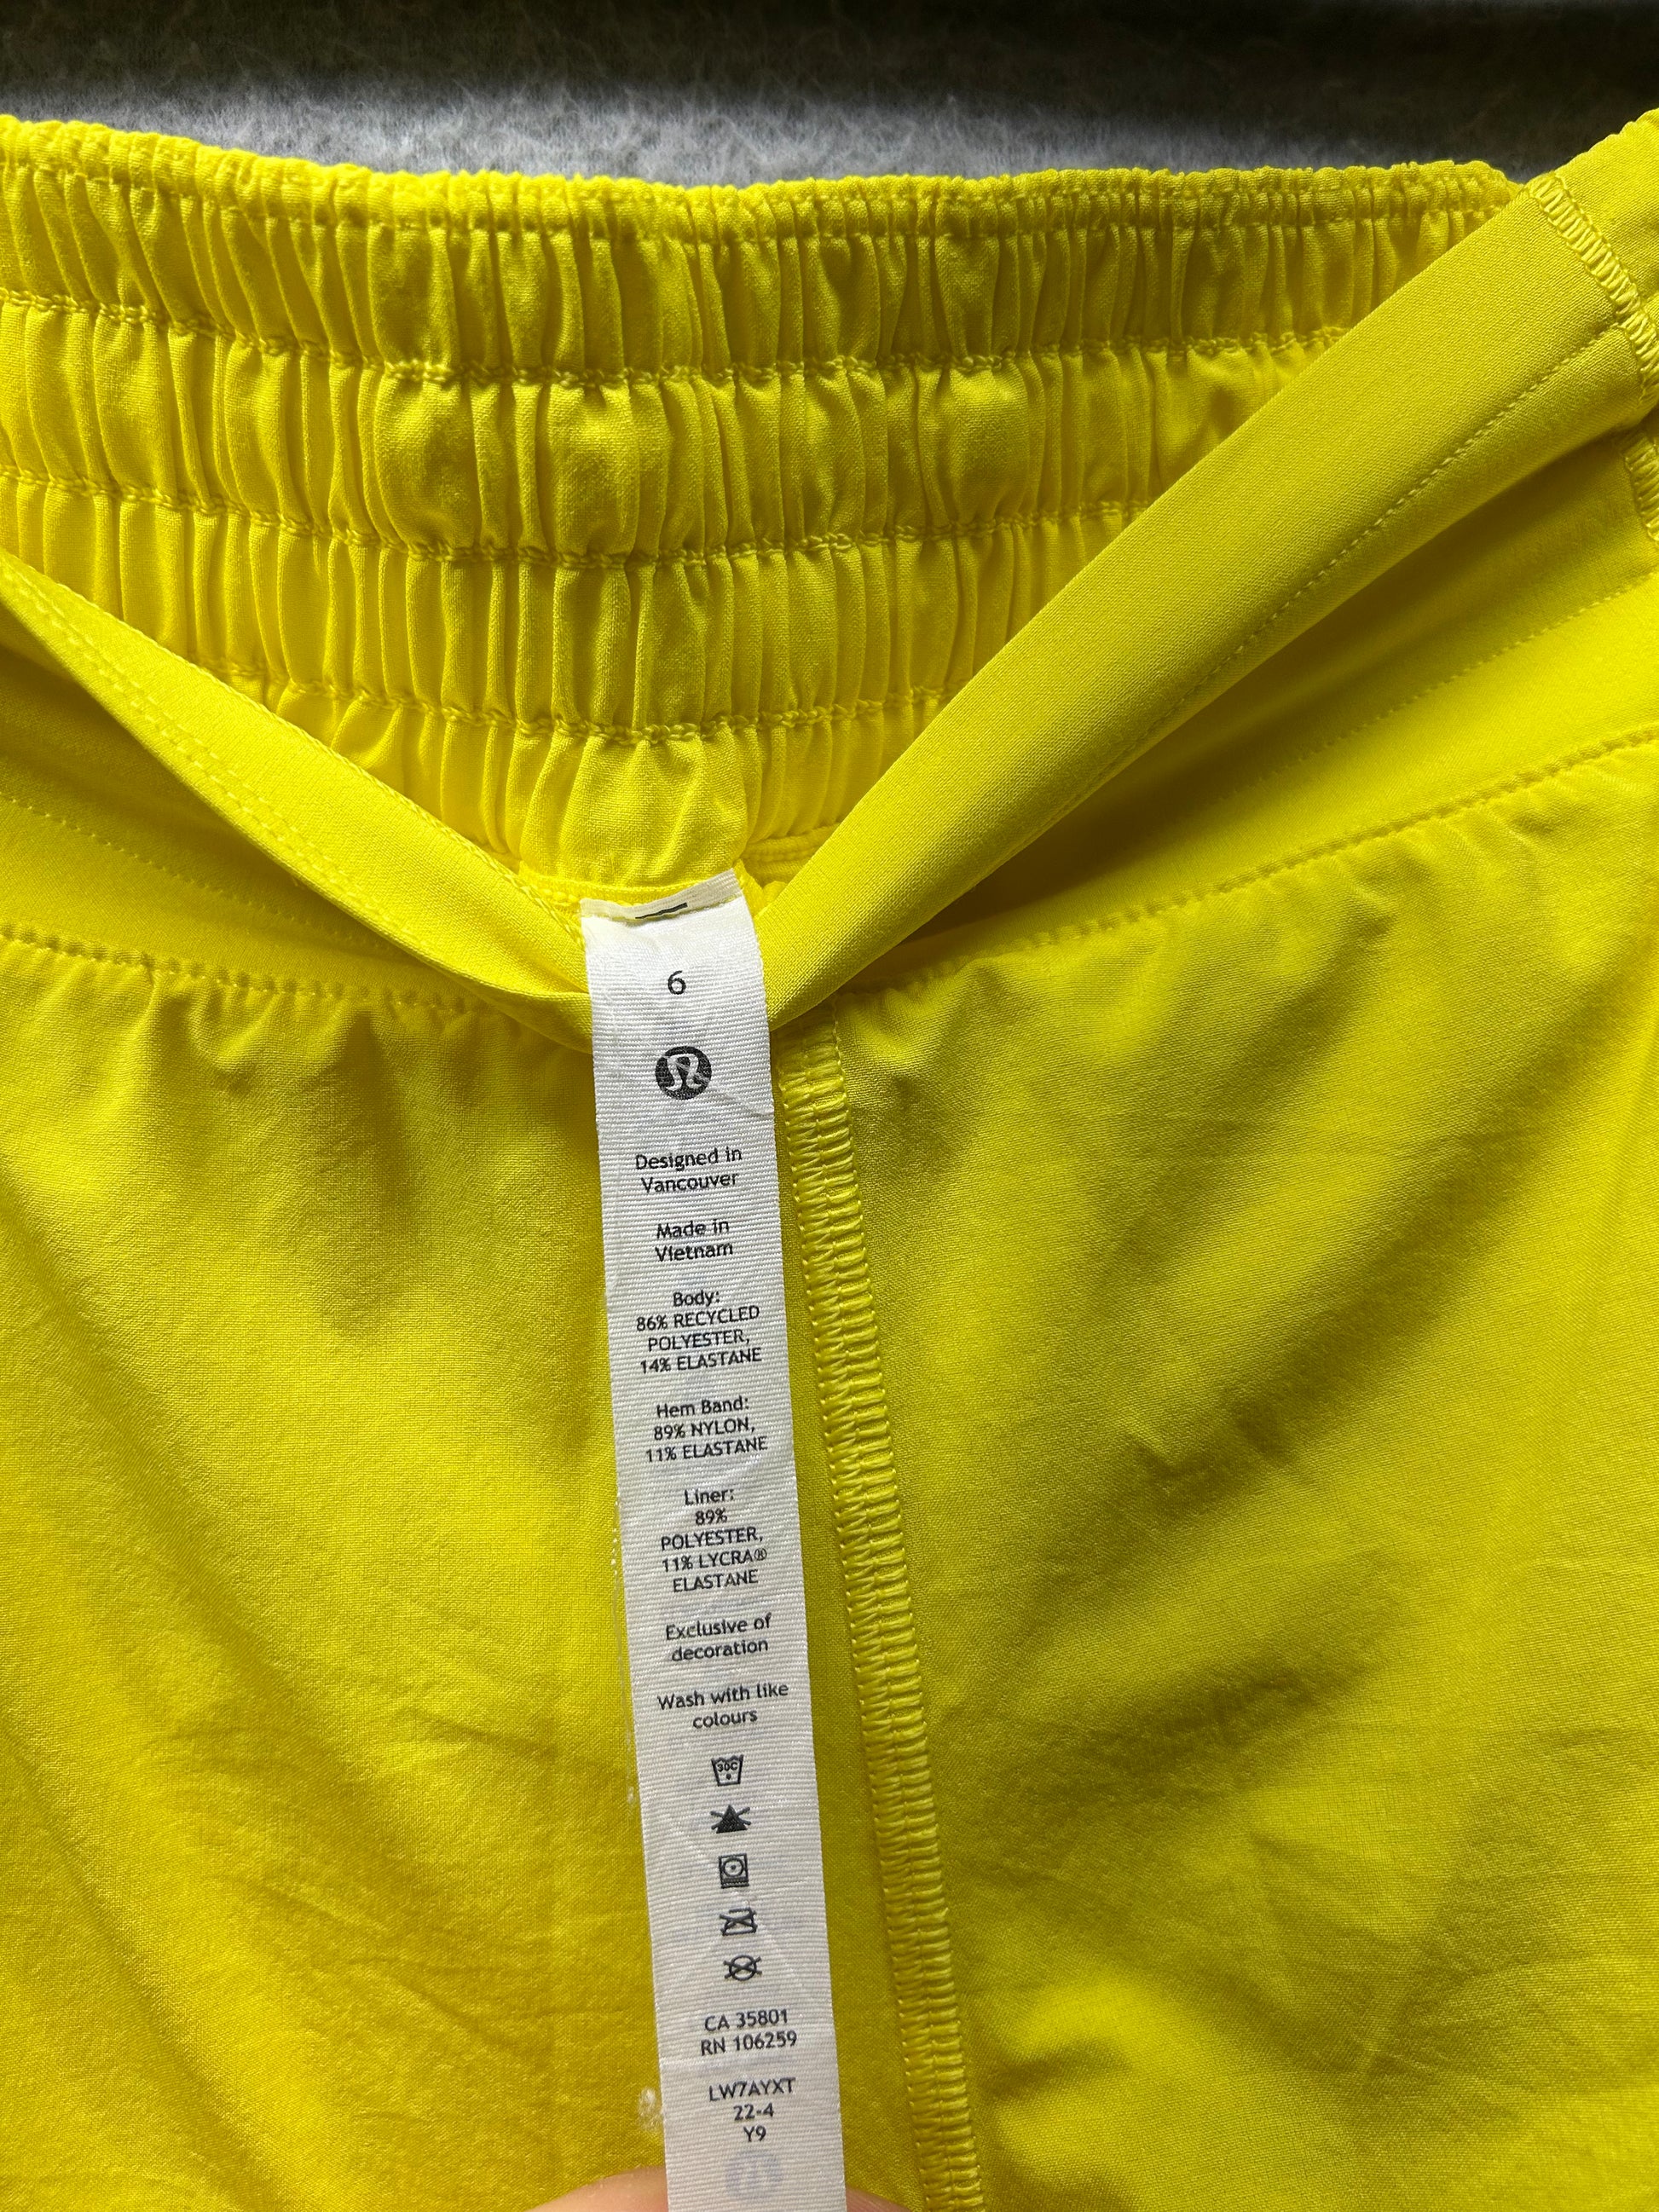 6
Designed in
Vancouver
Made in
Vietnam
Body:
86% RECYCLED
POLYESTER,
14% ELASTANE
Hem Band:
89% NYLON,
11% ELASTANE
Liner:
89%
POLYESTER,
11% LYCRA®
ELASTANE
Exclusive of
decoration
Wash with like
colours
30C
CA 35801
RN 106259
LW7AYXT
22-4
Y9